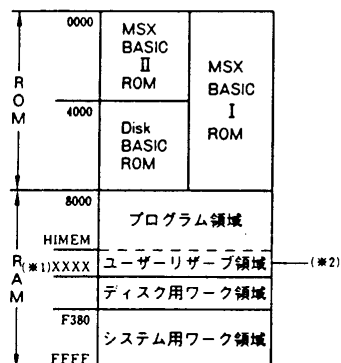 0000
MSX
BASIC
II
ROM
MSX
BASIC
I
ROM
ROM
4000
Disk
BASIC
ROM
8000
プログラム領域
HIMEM
RAM
(※1)XXXX
ユーザーリザーブ領域
(※2)
ディスク用ワーク領域
F380
システム用ワーク領域
FFFF